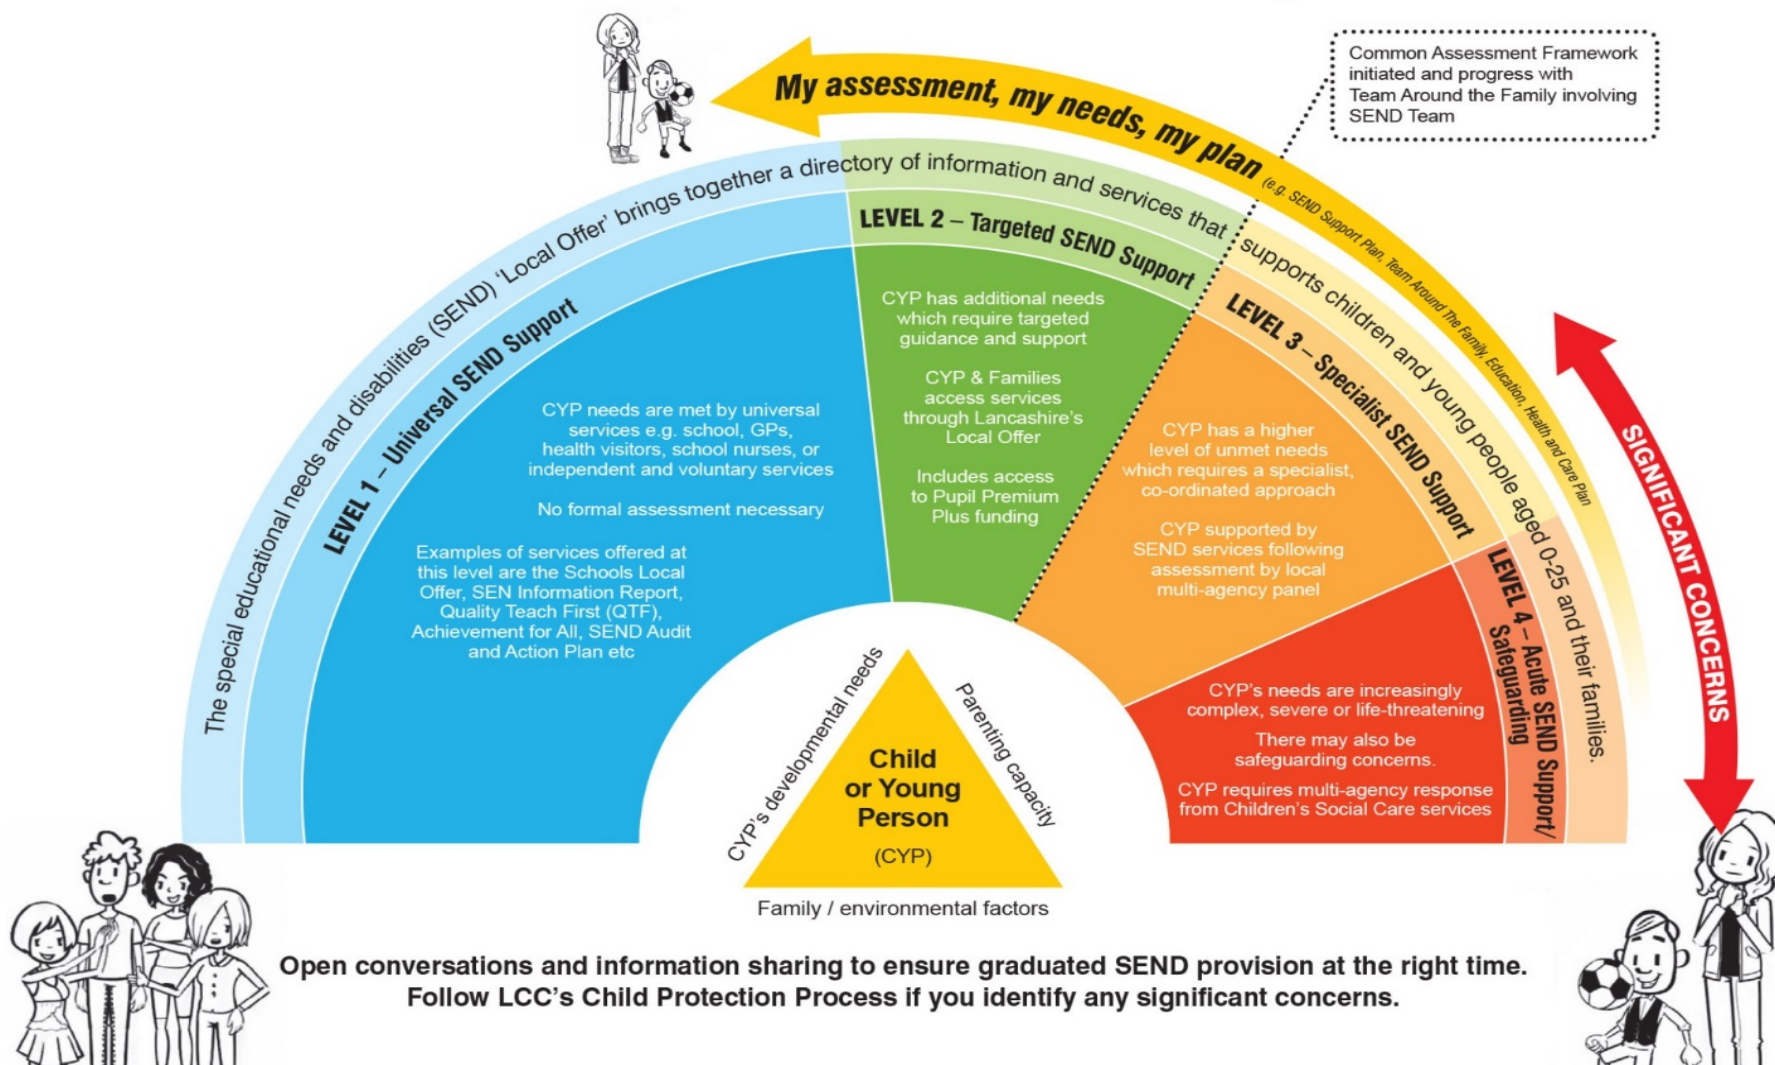 My assessment, my needs, my plan (e.g. SEND Support Plan, Team Around The Family, Education, Health and Care Plan
Common Assessment Framework
initiated and progress with
Team Around the Family involving
SEND Team
The special educational needs and disabilities (SEND) 'Local Offer' brings together a directory of information and services that supports children and young people aged 0-25 and their families.
LEVEL 1 – Universal SEND Support
CYP needs are met by universal
services e.g. school, GPs,
health visitors, school nurses, or
independent and voluntary services
No formal assessment necessary
Examples of services offered at
this level are the Schools Local
Offer, SEN Information Report,
Quality Teach First (QTF),
Achievement for All, SEND Audit
and Action Plan etc
LEVEL 2 – Targeted SEND Support
CYP has additional needs
which require targeted
guidance and support
CYP & Families
access services
through Lancashire's
Local Offer
Includes access
to Pupil Premium
Plus funding
LEVEL 3 – Specialist SEND Support
CYP has a higher
level of unmet needs
which requires a specialist,
co-ordinated approach
CYP supported by
SEND services following
assessment by local
multi-agency panel
LEVEL 4 – Acute SEND Support/
Safeguarding
CYP's needs are increasingly
complex, severe or life-threatening
There may also be
safeguarding concerns.
CYP requires multi-agency response
from Children's Social Care services
SIGNIFICANT CONCERNS
CYP's developmental needs
Parenting capacity
Child
or Young
Person
(CYP)
Family / environmental factors
Open conversations and information sharing to ensure graduated SEND provision at the right time.
Follow LCC's Child Protection Process if you identify any significant concerns.